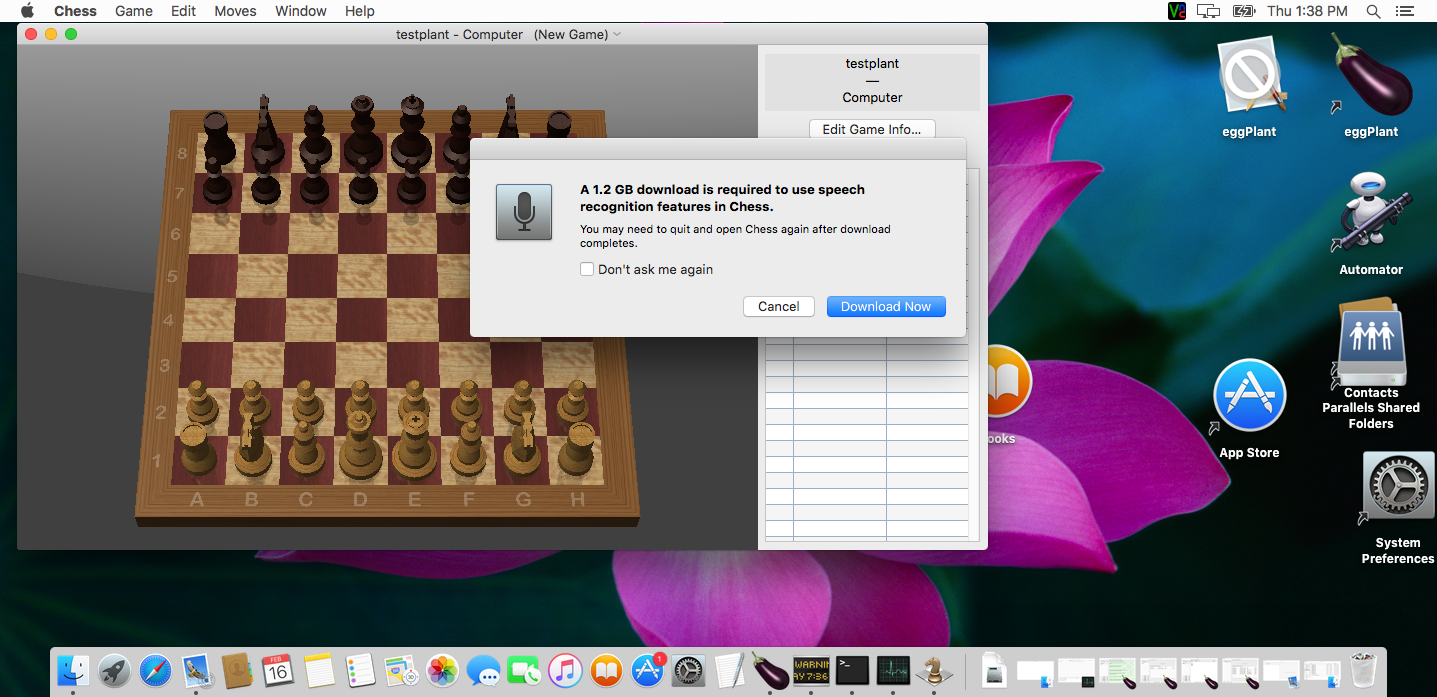 Chess Game Edit Moves Window Help
Thu 1:38 PM
testplant - Computer (New Game)
testplant
—
Computer
Edit Game Info...
A 1.2 GB download is required to use speech
recognition features in Chess.
You may need to quit and open Chess again after download
completes.
Don't ask me again
Cancel
Download Now
8
7
6
5
4
3
2
1
A B C D E F G H
eggPlant
eggPlant
Automator
Contacts
Parallels Shared
Folders
ooks
App Store
System
Preferences
FEB
16
1
>_